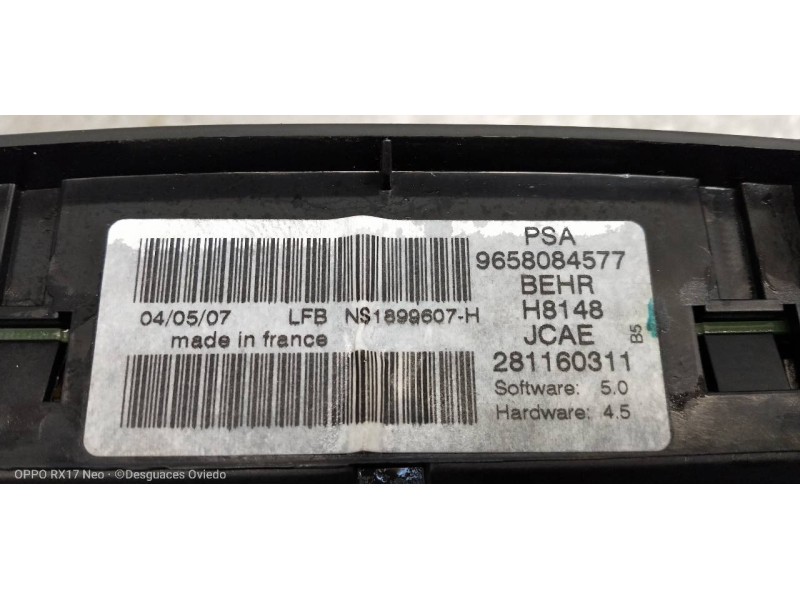 PSA
9658084577
BEHR
H8148
JCAE
281160311
B5
Software: 5.0
Hardware: 4.5
04/05/07 LFB NS1899607-H
made in france
OPPO RX17 Neo · ©Desguaces Oviedo